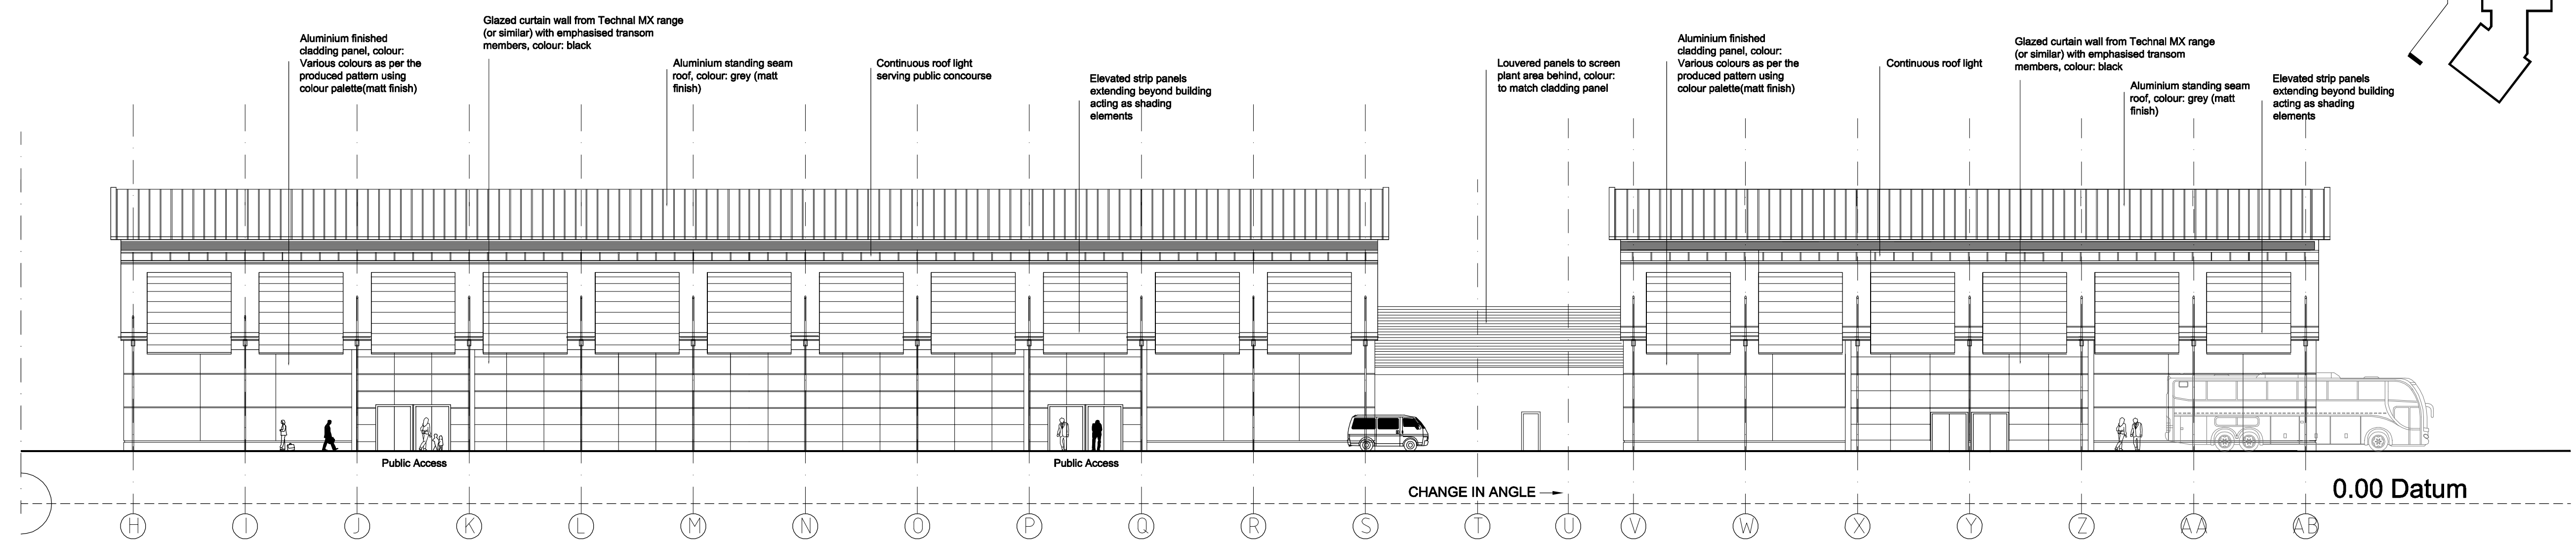 Aluminium finished
cladding panel, colour:
Various colours as per the
produced pattern using
colour palette(matt finish)
Glazed curtain wall from Technal MX range
(or similar) with emphasised transom
members, colour: black
Aluminium standing seam
roof, colour: grey (matt
finish)
Continuous roof light
serving public concourse
Elevated strip panels
extending beyond building
acting as shading
elements
Louvered panels to screen
plant area behind, colour:
to match cladding panel
Aluminium finished
cladding panel, colour:
Various colours as per the
produced pattern using
colour palette(matt finish)
Continuous roof light
Glazed curtain wall from Technal MX range
(or similar) with emphasised transom
members, colour: black
Aluminium standing seam
roof, colour: grey (matt
finish)
Elevated strip panels
extending beyond building
acting as shading
elements
Public Access
Public Access
CHANGE IN ANGLE
0.00 Datum
H I J K L M N O P Q R S T U V W X Y Z AA AB